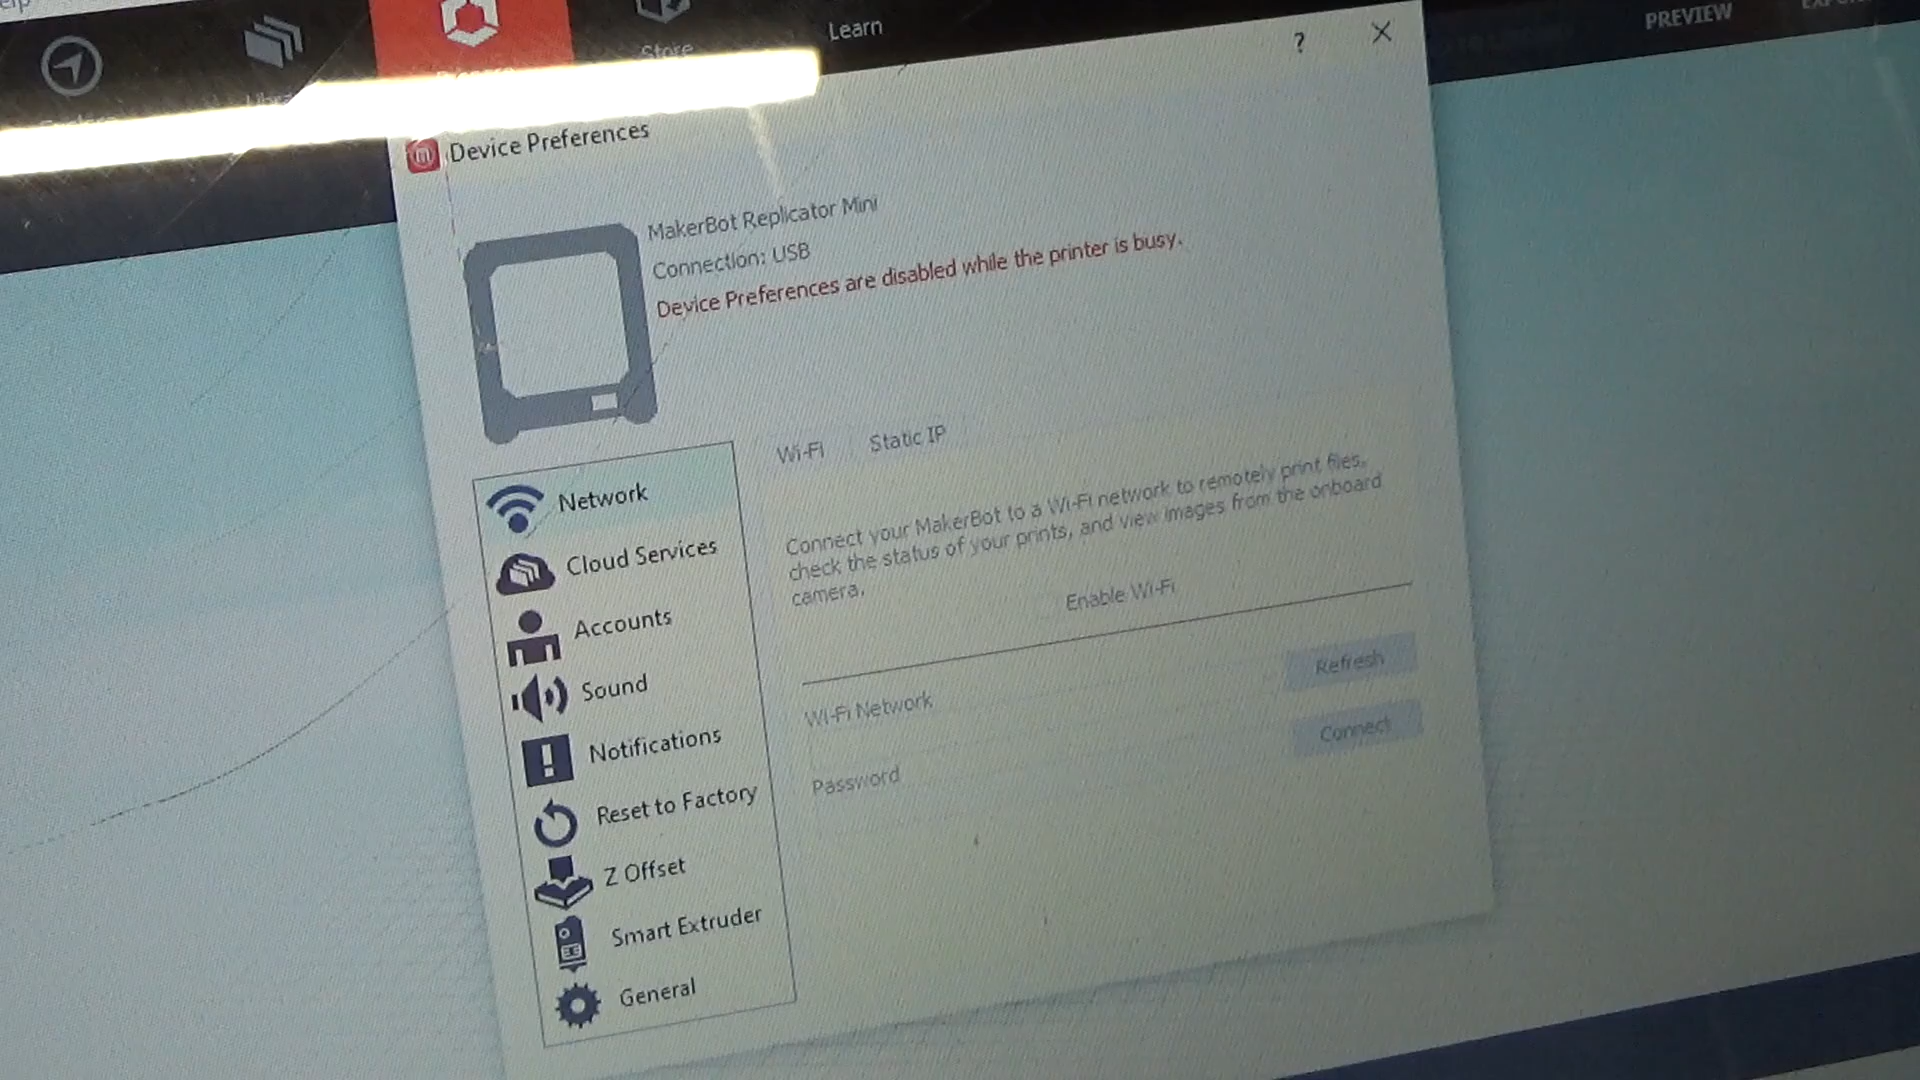 Store
Learn
PREVIEW
? X
Device Preferences
MakerBot Replicator Mini
Connection: USB
Device Preferences are disabled while the printer is busy.
Network
Cloud Services
Accounts
Sound
Notifications
Reset to Factory
Z Offset
Smart Extruder
General
Wi-Fi Static IP
Connect your MakerBot to a Wi-Fi network to remotely print files,
check the status of your prints, and view images from the onboard
camera.
Enable Wi-Fi
Wi-Fi Network
Refresh
Password
Connect